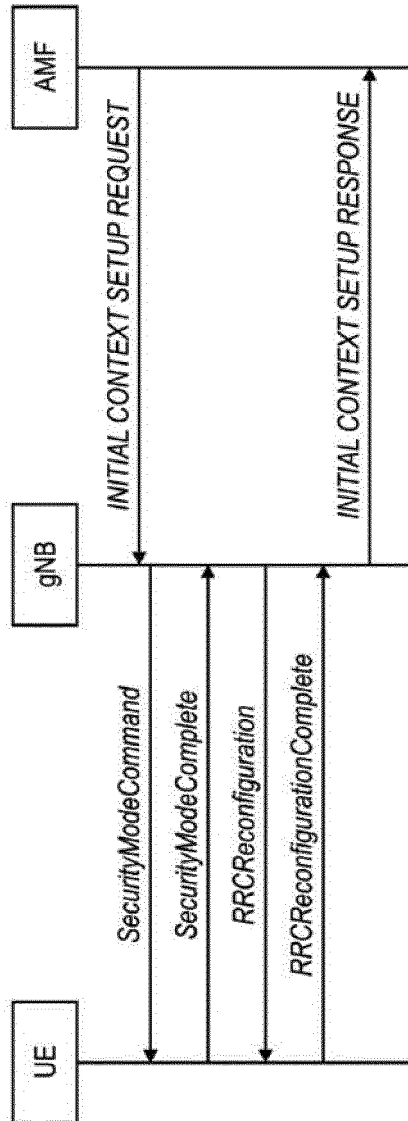 UE
gNB
AMF
INITIAL CONTEXT SETUP REQUEST
SecurityModeCommand
SecurityModeComplete
RRCReconfiguration
RRCReconfigurationComplete
INITIAL CONTEXT SETUP RESPONSE